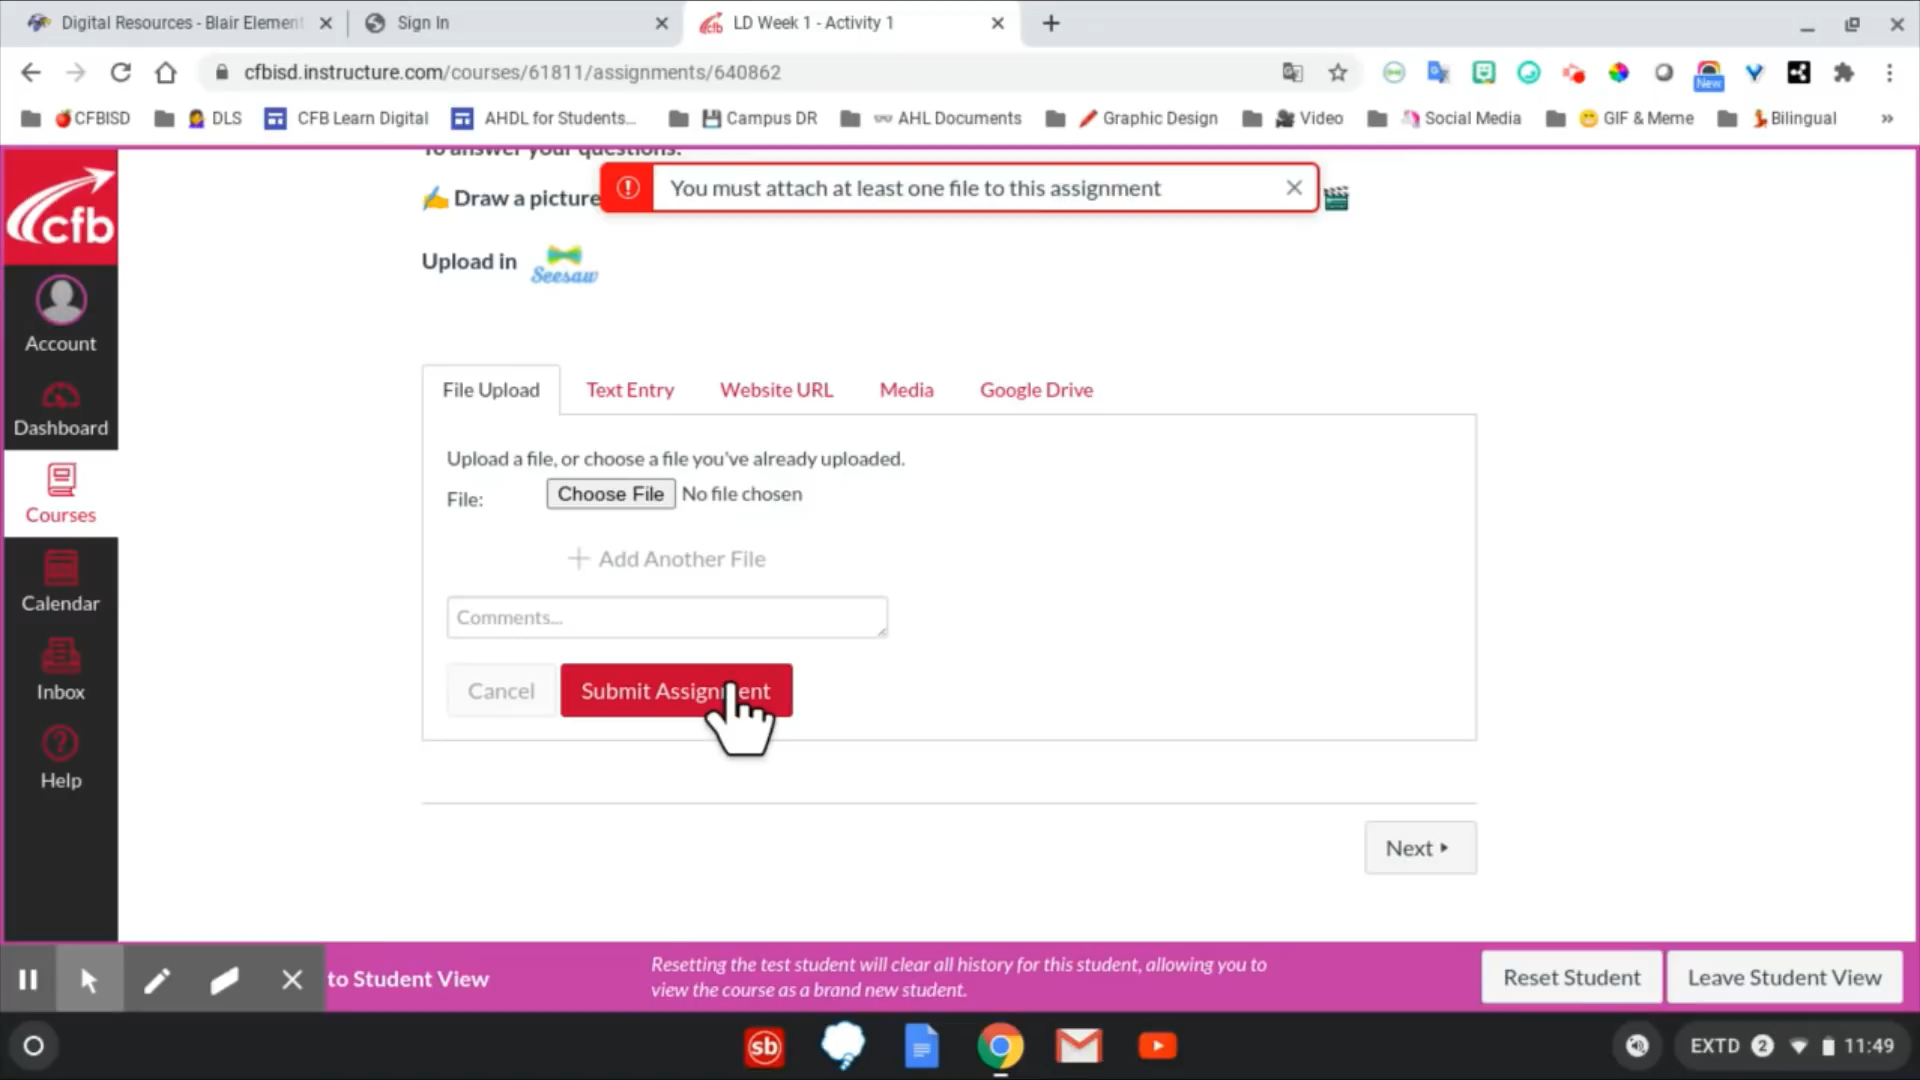 Digital Resources - Blair Element
Sign In
cfb
LD Week 1 - Activity 1
cfbisd.instructure.com/courses/61811/assignments/640862
New
CFBISD
DLS
CFB Learn Digital
AHDL for Students...
Campus DR
AHL Documents
Graphic Design
Video
Social Media
GIF & Meme
Bilingual
»
cfb
Account
Dashboard
Courses
Calendar
Inbox
Help
To answer your questions:
Draw a picture
You must attach at least one file to this assignment
Upload in Seesaw
File Upload
Text Entry
Website URL
Media
Google Drive
Upload a file, or choose a file you've already uploaded.
File: Choose File No file chosen
+ Add Another File
Comments...
Cancel
Submit Assignment
Next
to Student View
Resetting the test student will clear all history for this student, allowing you to
view the course as a brand new student.
Reset Student
Leave Student View
sb
EXTD 2 11:49